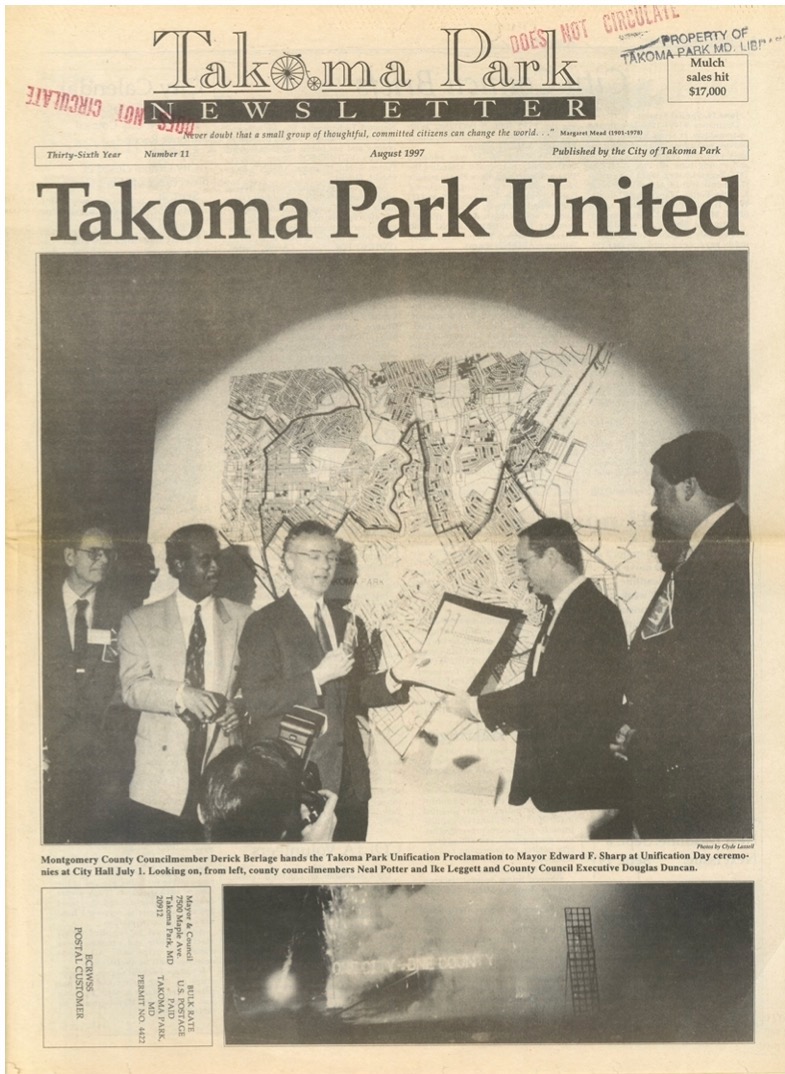 DOES NOT CIRCULATE
PROPERTY OF
TAKOMA PARK MD. LIBRA
Takoma Park
NEWSLETTER
Mulch
sales hit
$17,000
DOES NOT CIRCULATE
"Never doubt that a small group of thoughtful, committed citizens can change the world. . ." Margaret Mead (1901-1978)
Thirty-Sixth Year Number 11 August 1997 Published by the City of Takoma Park
Takoma Park United
TAKOMA PARK
Photos by Clyde
Montgomery County Councilmember Derick Berlage hands the Takoma Park Unification Proclamation to Mayor Edward F. Sharp at Unification Day ceremo-
nies at City Hall July 1. Looking on, from left, county councilmembers Neal Potter and Ike Leggett and County Council Executive Douglas Duncan.
Mayor & Council
7500 Maple Ave.
Takoma Park, MD
20912
BULK RATE
U.S. POSTAGE
PAID
TAKOMA PARK,
MD
PERMIT NO. 4422
ECRWSS
POSTAL CUSTOMER
ONE CITY--ONE COUNTY